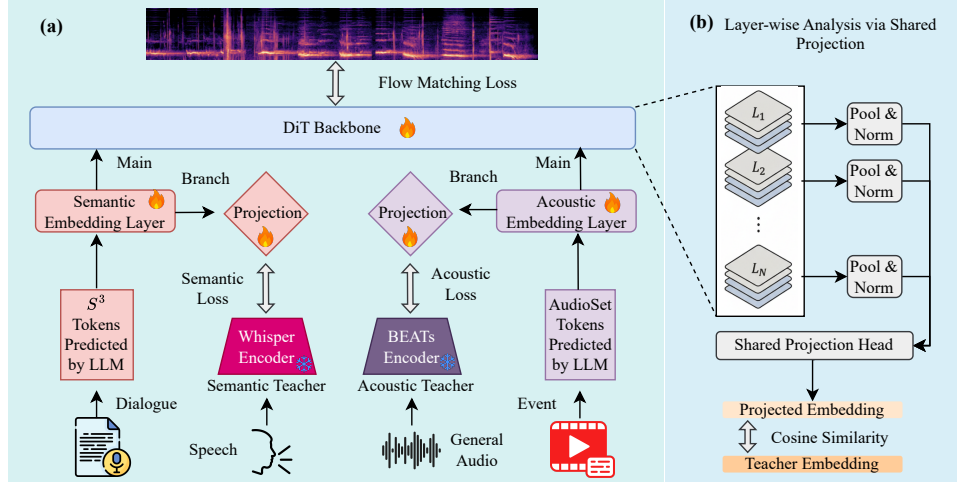 (a)
Flow Matching Loss
DiT Backbone
Main
Branch
Semantic
Embedding Layer
Projection
Branch
Main
Projection
Acoustic
Embedding Layer
Semantic
Loss
Acoustic
Loss
S³
Tokens
Predicted
by LLM
Whisper
Encoder
Semantic Teacher
BEATs
Encoder
Acoustic Teacher
AudioSet
Tokens
Predicted
by LLM
Dialogue
Speech
General
Audio
Event
(b)
Layer-wise Analysis via Shared
Projection
L₁
Pool &
Norm
L₂
Pool &
Norm
⋮
L_N
Pool &
Norm
Shared Projection Head
Projected Embedding
Cosine Similarity
Teacher Embedding